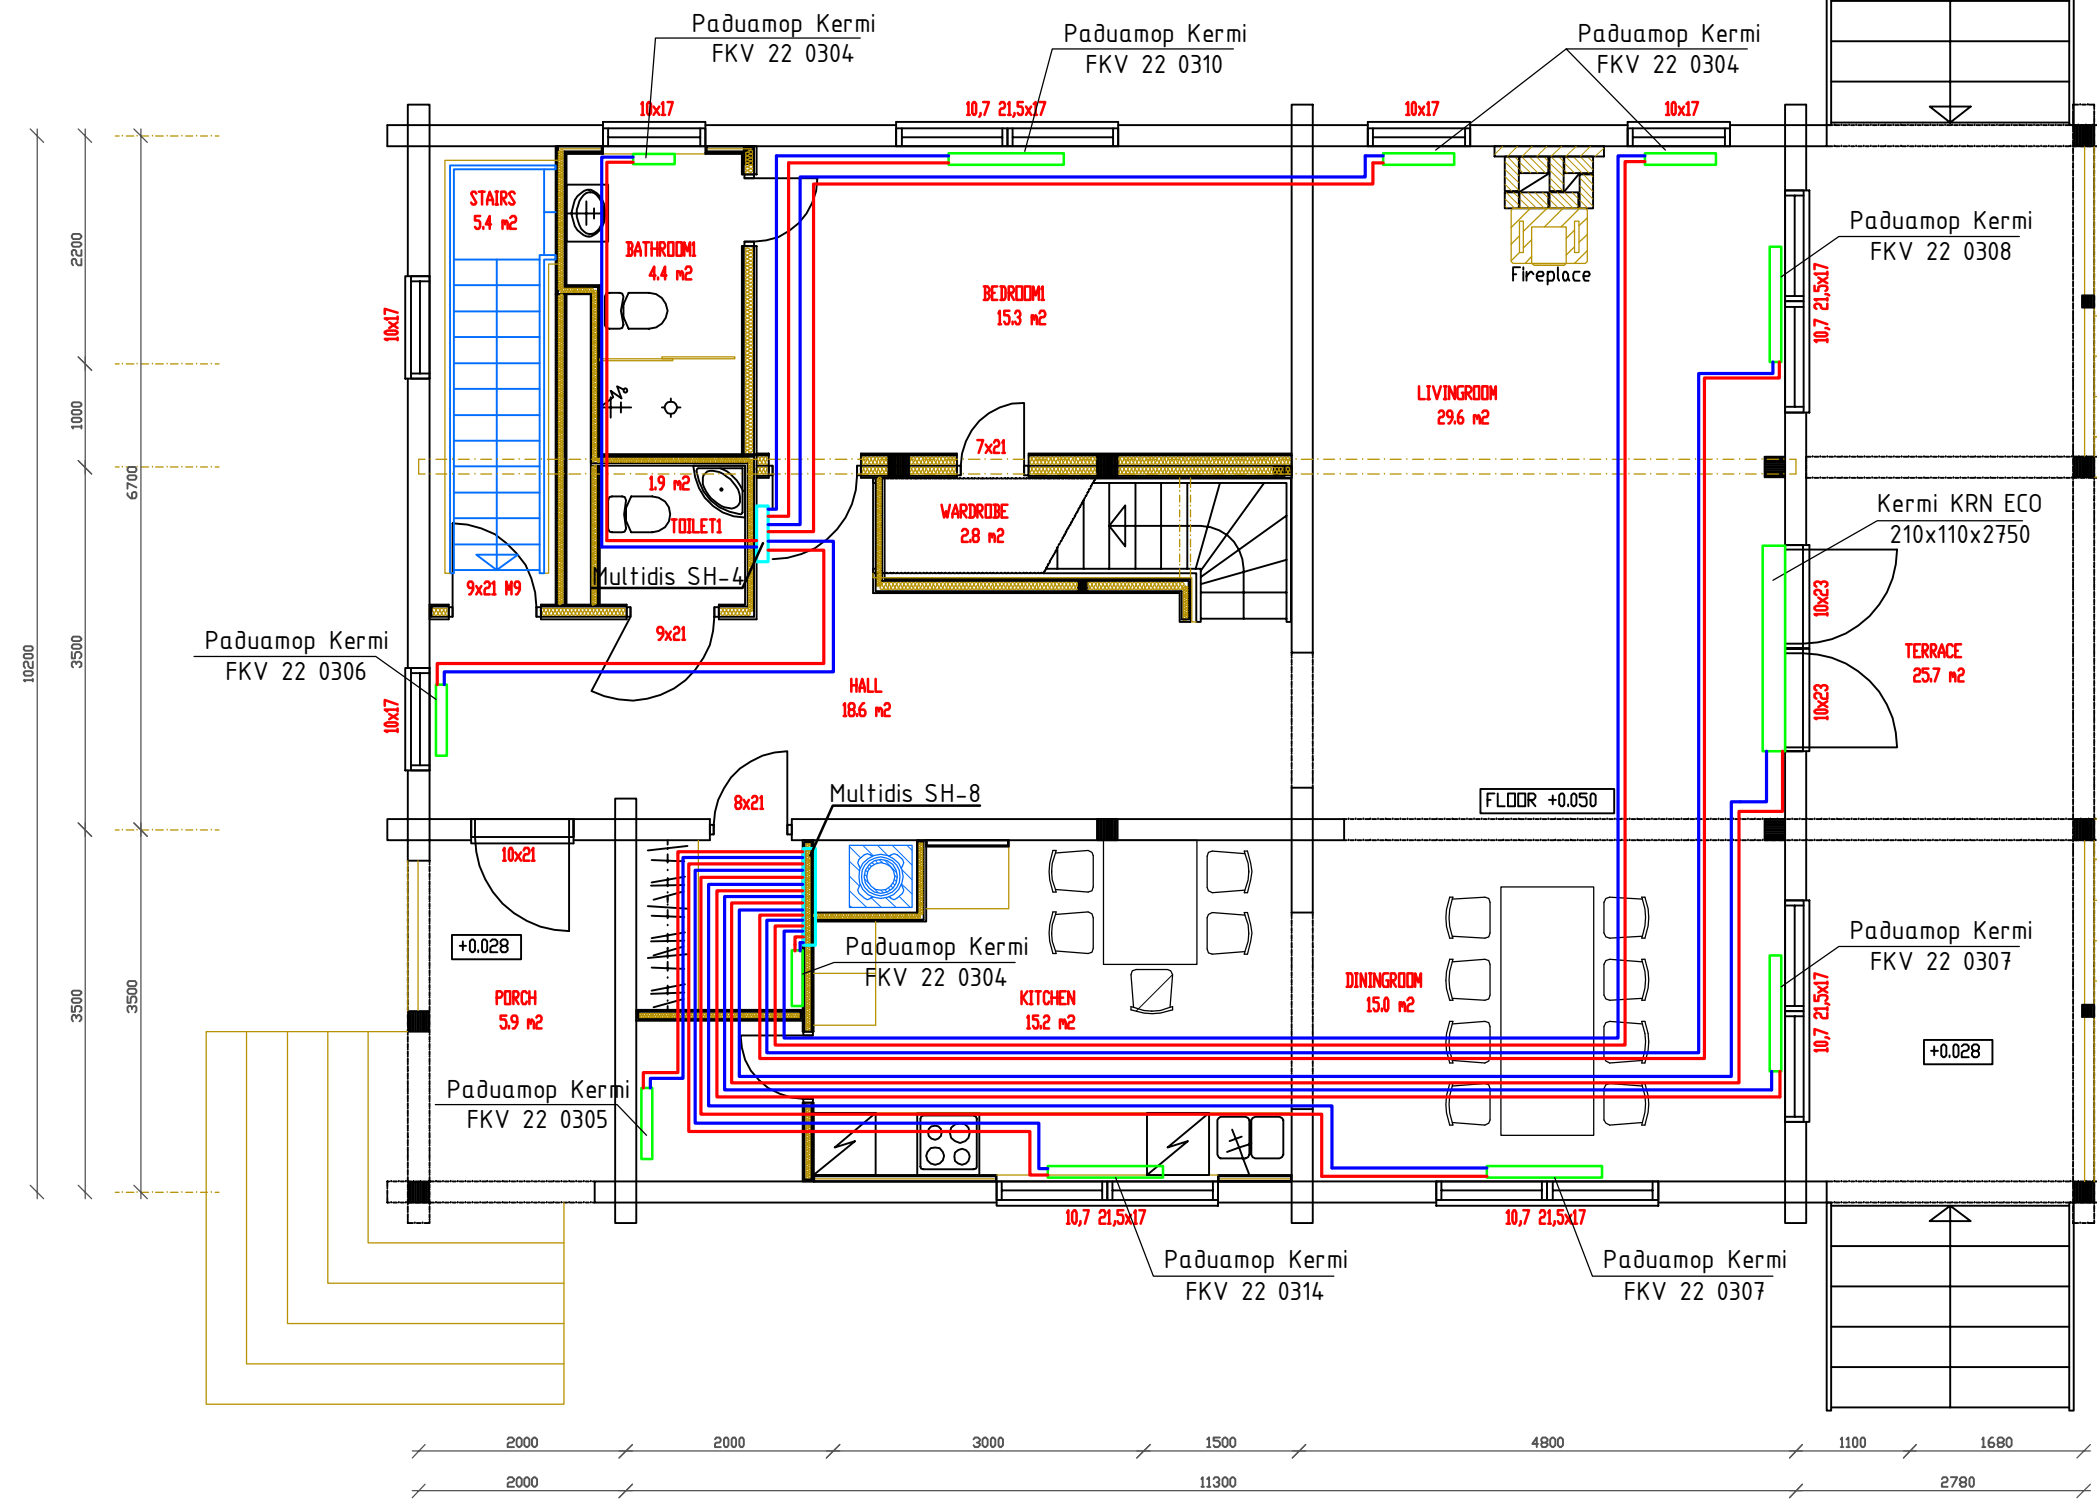 Радиатор Kermi
FKV 22 0304
Радиатор Kermi
FKV 22 0310
Радиатор Kermi
FKV 22 0304
10x17
10,7 21,5x17
10x17
10x17
STAIRS
5.4 m2
BATHROOM1
4.4 m2
BEDROOM1
15.3 m2
Fireplace
Радиатор Kermi
FKV 22 0308
10,7 21,5x17
10x17
LIVINGROOM
29.6 m2
7x21
1.9 m2
TOILET1
WARDROBE
2.8 m2
Kermi KRN ECO
210x110x2750
Multidis SH-4
9x21 M9
9x21
10x23
10x23
TERRACE
25.7 m2
Радиатор Kermi
FKV 22 0306
10x17
HALL
18.6 m2
8x21
Multidis SH-8
FLOOR +0.050
10x21
+0.028
PORCH
5.9 m2
Радиатор Kermi
FKV 22 0304
KITCHEN
15.2 m2
DININGROOM
15.0 m2
Радиатор Kermi
FKV 22 0307
10,7 21,5x17
+0.028
Радиатор Kermi
FKV 22 0305
10,7 21,5x17
10,7 21,5x17
Радиатор Kermi
FKV 22 0314
Радиатор Kermi
FKV 22 0307
10200
2200
1000
3500
3500
6700
3500
2000
2000
3000
1500
4800
1100
1680
2000
11300
2780